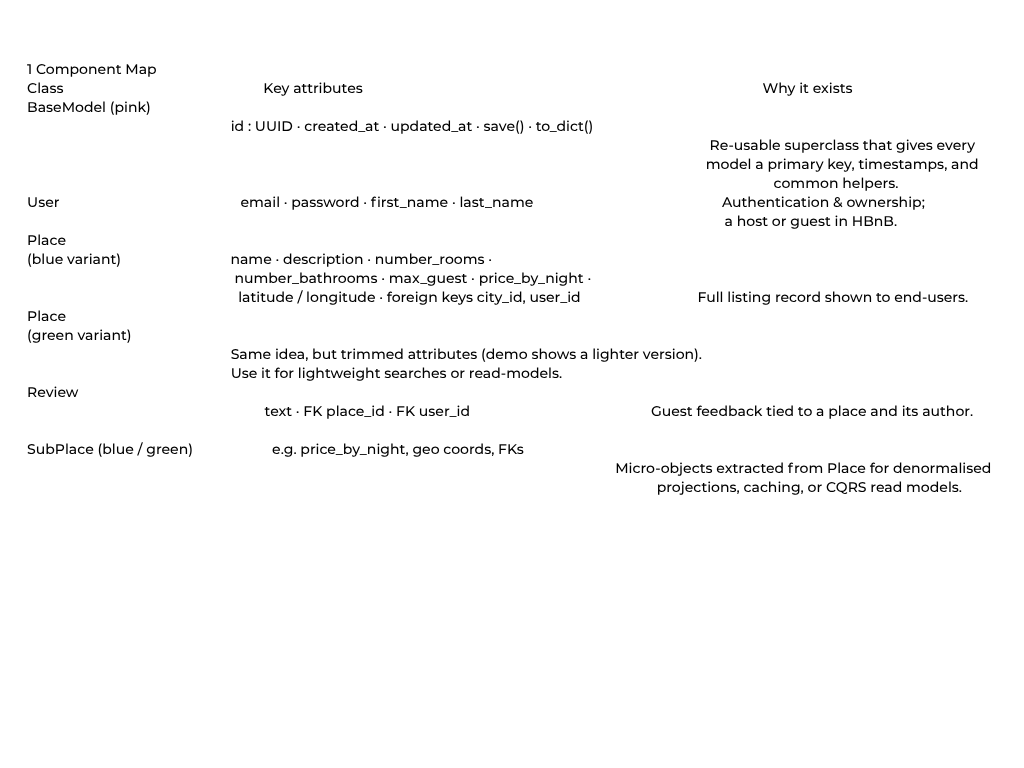 1 Component Map
Class Key attributes Why it exists
BaseModel (pink)
id : UUID · created_at · updated_at · save() · to_dict()
Re-usable superclass that gives every
model a primary key, timestamps, and
common helpers.
User email · password · first_name · last_name Authentication & ownership;
a host or guest in HBnB.
Place
(blue variant) name · description · number_rooms ·
number_bathrooms · max_guest · price_by_night ·
latitude / longitude · foreign keys city_id, user_id Full listing record shown to end-users.
Place
(green variant)
Same idea, but trimmed attributes (demo shows a lighter version).
Use it for lightweight searches or read-models.
Review
text · FK place_id · FK user_id Guest feedback tied to a place and its author.
SubPlace (blue / green) e.g. price_by_night, geo coords, FKs
Micro-objects extracted from Place for denormalised
projections, caching, or CQRS read models.